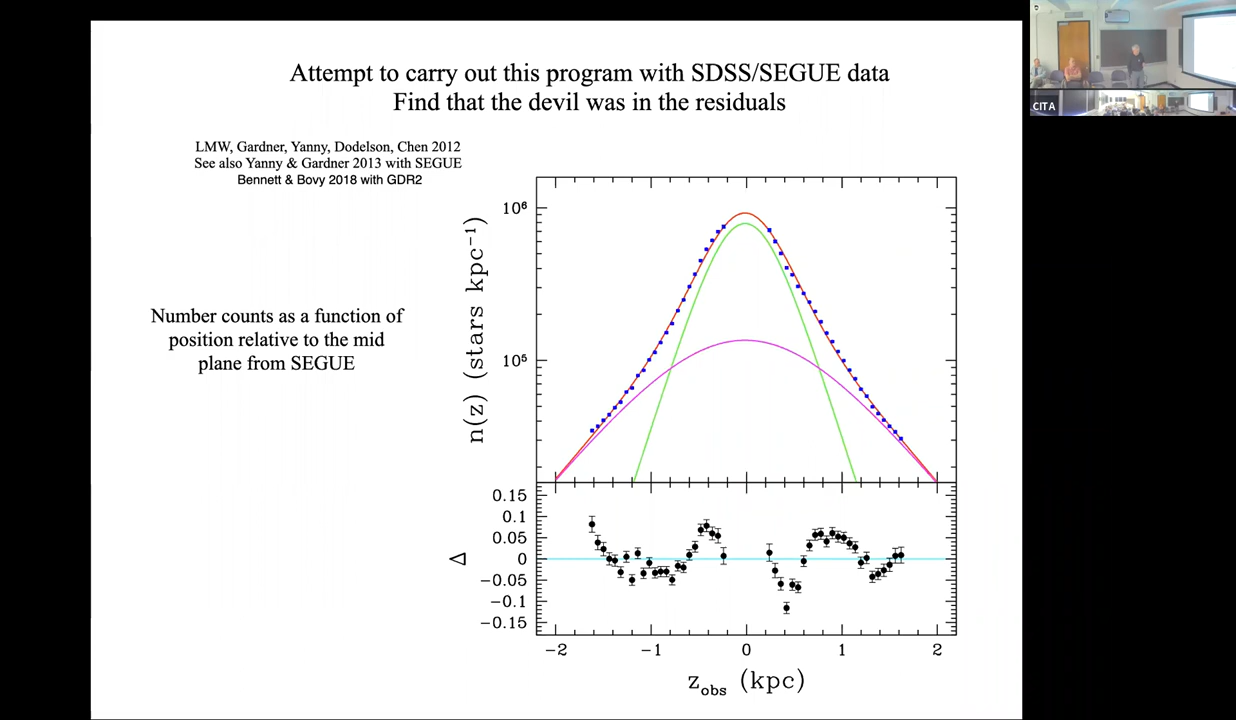 Attempt to carry out this program with SDSS/SEGUE data
Find that the devil was in the residuals
LMW, Gardner, Yanny, Dodelson, Chen 2012
See also Yanny & Gardner 2013 with SEGUE
Bennett & Bovy 2018 with GDR2
Number counts as a function of
position relative to the mid
plane from SEGUE
n(z) (stars kpc⁻¹)
10⁶
10⁵
Δ
0.15
0.1
0.05
0
−0.05
−0.1
−0.15
−2 −1 0 1 2
z_obs (kpc)
CITA